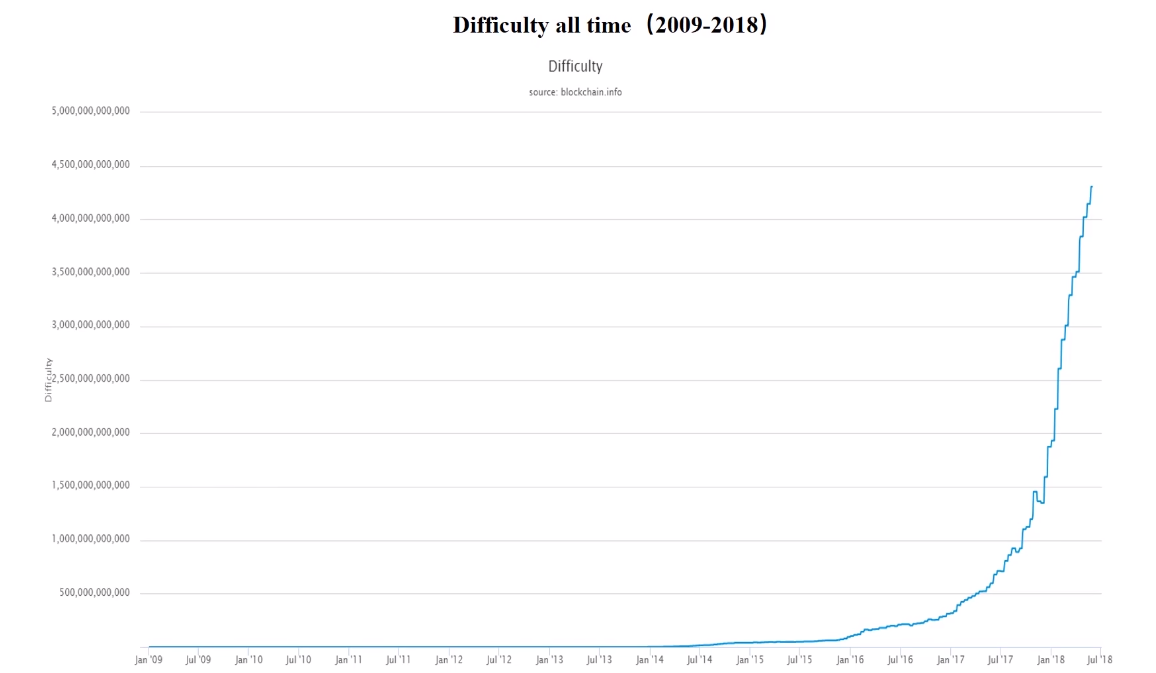 Difficulty all time（2009-2018）
Difficulty
source: blockchain.info
5,000,000,000,000
4,500,000,000,000
4,000,000,000,000
3,500,000,000,000
3,000,000,000,000
2,500,000,000,000
2,000,000,000,000
1,500,000,000,000
1,000,000,000,000
500,000,000,000
Difficulty
Jan '09 Jul '09 Jan '10 Jul '10 Jan '11 Jul '11 Jan '12 Jul '12 Jan '13 Jul '13 Jan '14 Jul '14 Jan '15 Jul '15 Jan '16 Jul '16 Jan '17 Jul '17 Jan '18 Jul '18